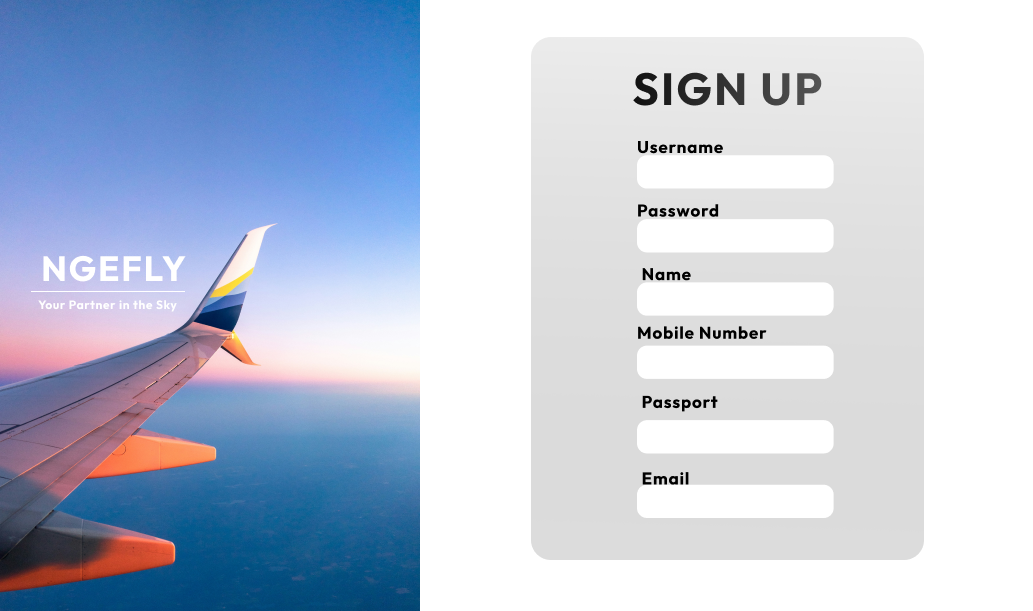 NGEFLY
Your Partner in the Sky
SIGN UP
Username
Password
Name
Mobile Number
Passport
Email